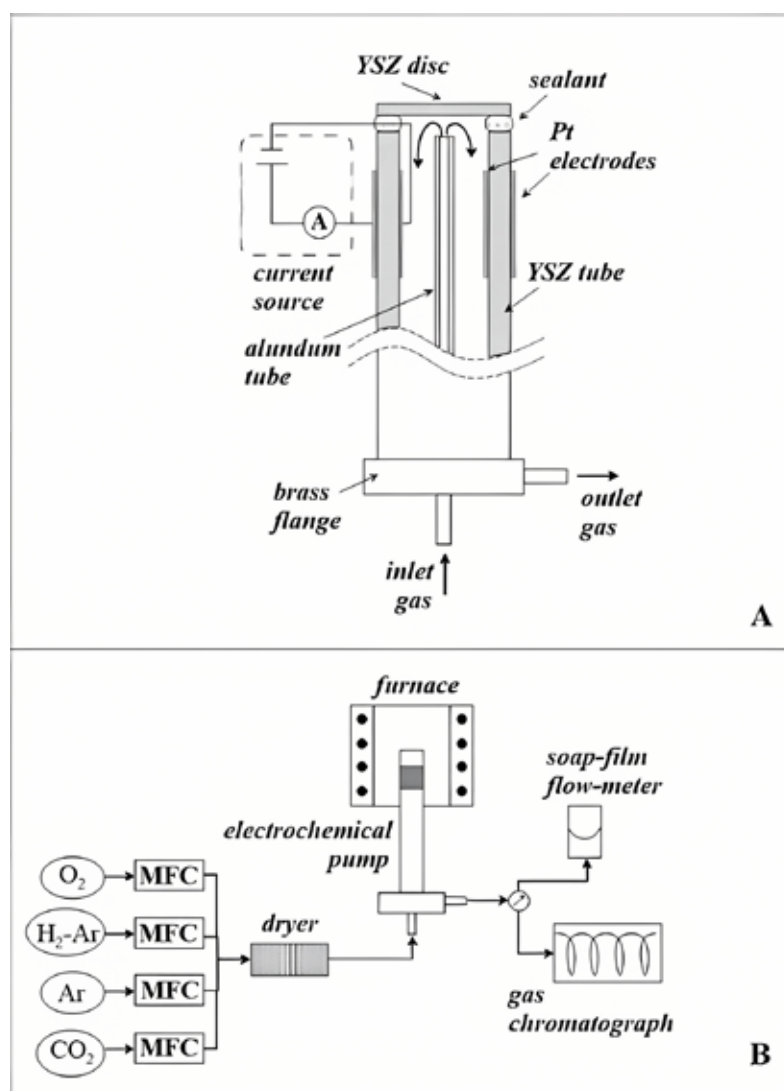 YSZ disc
sealant
Pt
electrodes
A
current
source
YSZ tube
alundum
tube
brass
flange
outlet
gas
inlet
gas
A
furnace
soap-film
flow-meter
electrochemical
pump
O₂
MFC
H₂-Ar
MFC
dryer
Ar
MFC
CO₂
MFC
gas
chromatograph
B